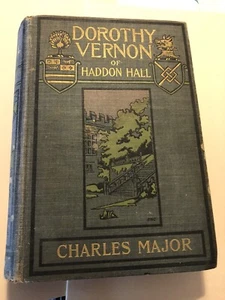 DOROTHY
VERNON
OF
HADDON HALL
CHARLES MAJOR